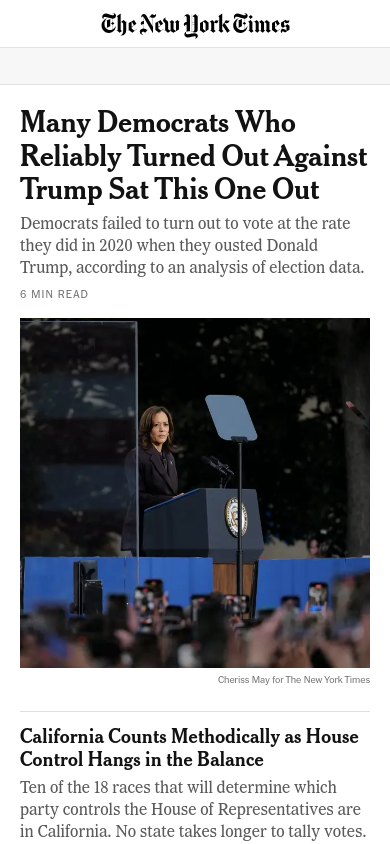 The New York Times
Many Democrats Who
Reliably Turned Out Against
Trump Sat This One Out
Democrats failed to turn out to vote at the rate
they did in 2020 when they ousted Donald
Trump, according to an analysis of election data.
6 MIN READ
Cheriss May for The New York Times
California Counts Methodically as House
Control Hangs in the Balance
Ten of the 18 races that will determine which
party controls the House of Representatives are
in California. No state takes longer to tally votes.